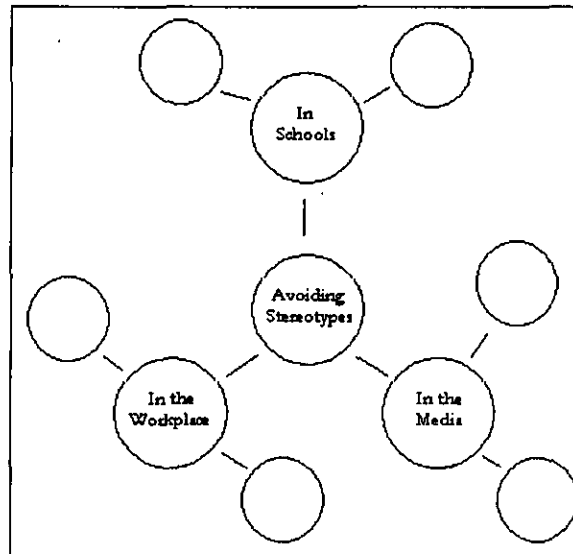 In
Schools
Avoiding
Stereotypes
In the
Workplace
In the
Media